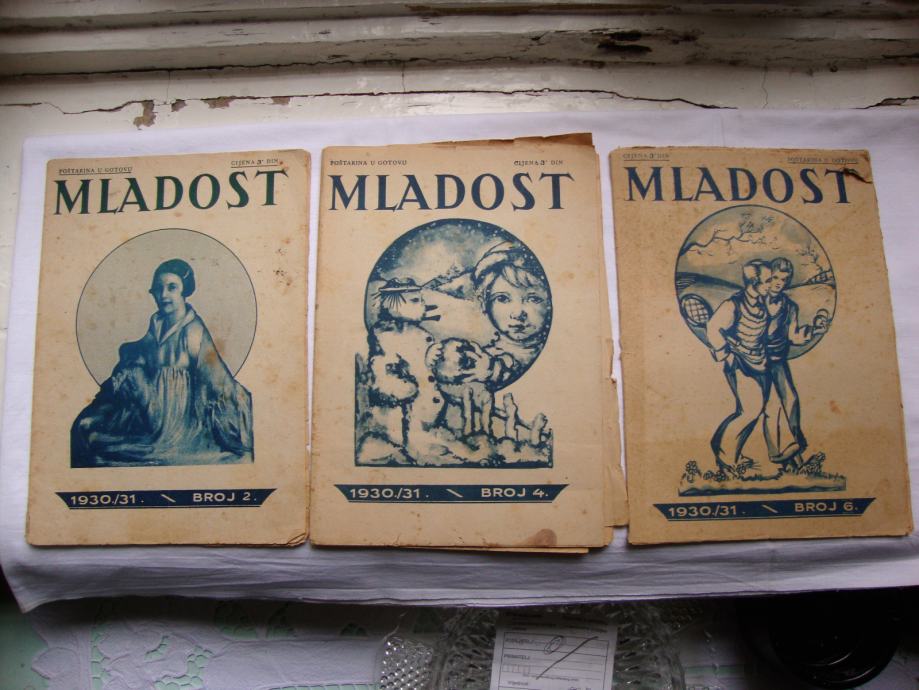 POŠTARINA U GOTOVU
CIJENA 3* DIN
MLADOST
1930./31. \ BROJ 2.
POŠTARINA U GOTOVU
CIJENA 3* DIN
MLADOST
1930./31. \ BROJ 4.
CIJENA 3* DIN
POŠTARINA U GOTOVU
MLADOST
1930./31. \ BROJ 6.